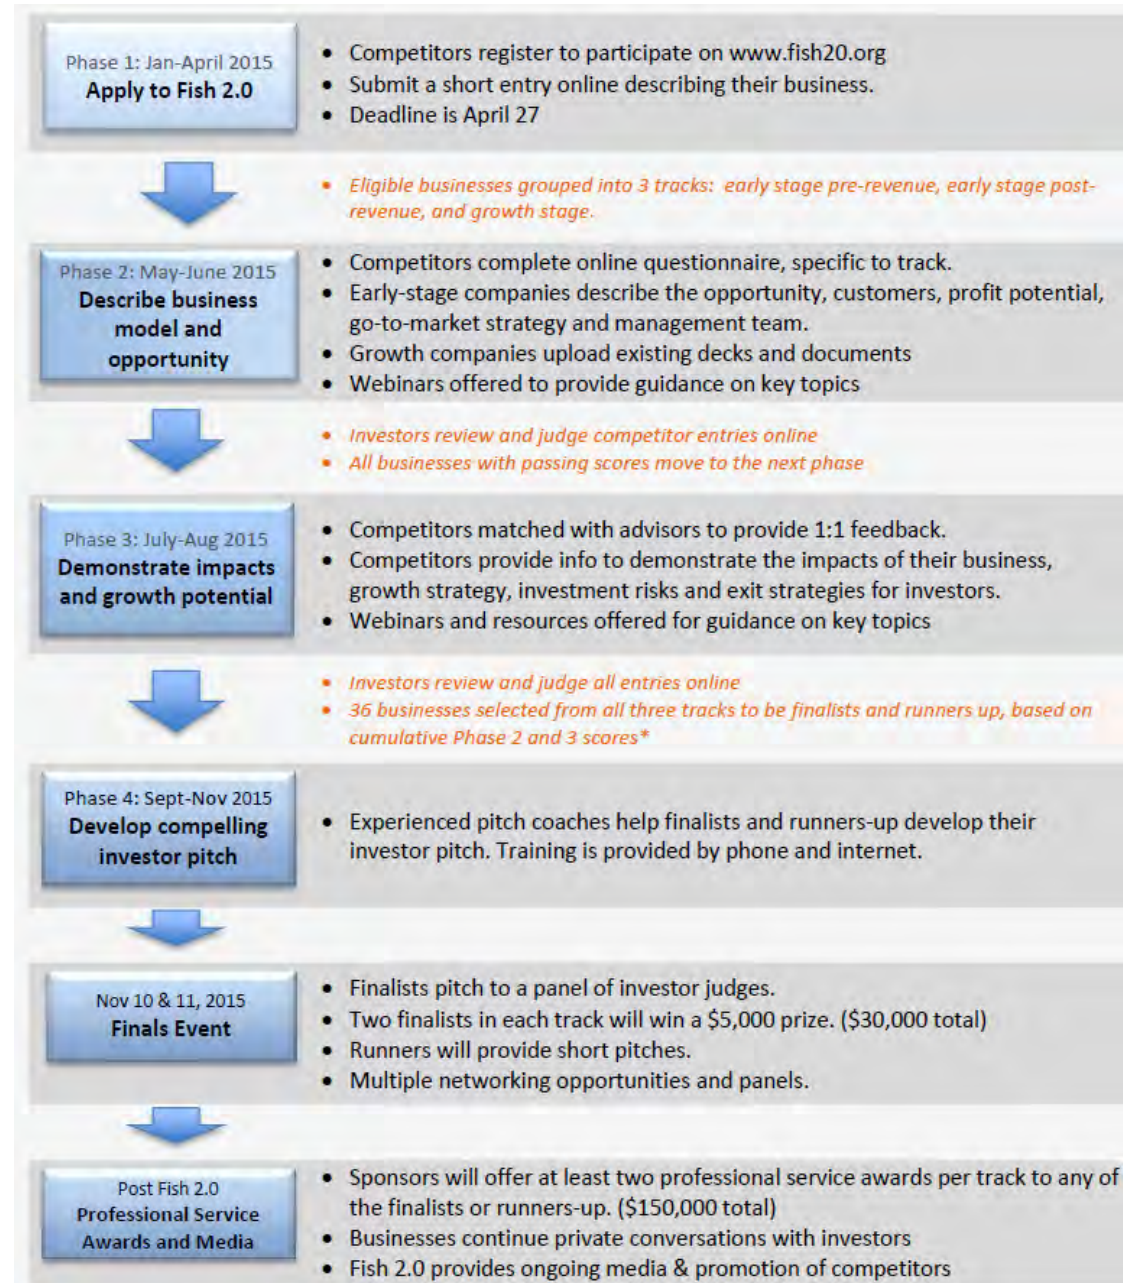 Phase 1: Jan-April 2015
Apply to Fish 2.0
• Competitors register to participate on www.fish20.org
• Submit a short entry online describing their business.
• Deadline is April 27
• Eligible businesses grouped into 3 tracks: early stage pre-revenue, early stage post-
revenue, and growth stage.
Phase 2: May-June 2015
Describe business
model and
opportunity
• Competitors complete online questionnaire, specific to track.
• Early-stage companies describe the opportunity, customers, profit potential,
go-to-market strategy and management team.
• Growth companies upload existing decks and documents
• Webinars offered to provide guidance on key topics
• Investors review and judge competitor entries online
• All businesses with passing scores move to the next phase
Phase 3: July-Aug 2015
Demonstrate impacts
and growth potential
• Competitors matched with advisors to provide 1:1 feedback.
• Competitors provide info to demonstrate the impacts of their business,
growth strategy, investment risks and exit strategies for investors.
• Webinars and resources offered for guidance on key topics
• Investors review and judge all entries online
• 36 businesses selected from all three tracks to be finalists and runners up, based on
cumulative Phase 2 and 3 scores*
Phase 4: Sept-Nov 2015
Develop compelling
investor pitch
• Experienced pitch coaches help finalists and runners-up develop their
investor pitch. Training is provided by phone and internet.
Nov 10 & 11, 2015
Finals Event
• Finalists pitch to a panel of investor judges.
• Two finalists in each track will win a $5,000 prize. ($30,000 total)
• Runners will provide short pitches.
• Multiple networking opportunities and panels.
Post Fish 2.0
Professional Service
Awards and Media
• Sponsors will offer at least two professional service awards per track to any of
the finalists or runners-up. ($150,000 total)
• Businesses continue private conversations with investors
• Fish 2.0 provides ongoing media & promotion of competitors